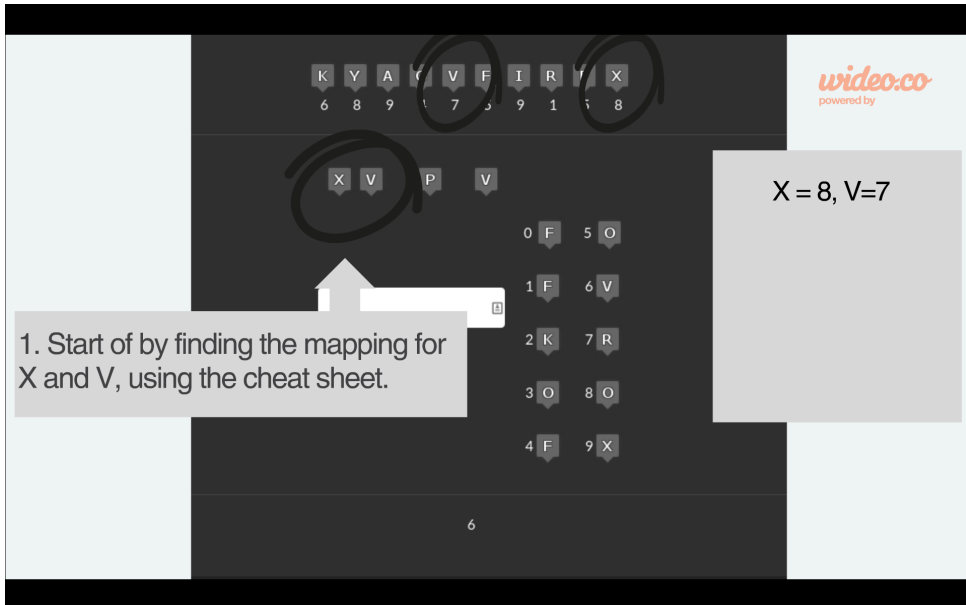 K Y A V F I R X
6 8 9 7 9 1 8
wideo.co
powered by
X V P V
X = 8, V=7
0 F 5 O
1 F 6 V
2 K 7 R
3 O 8 O
4 F 9 X
1. Start of by finding the mapping for
X and V, using the cheat sheet.
6